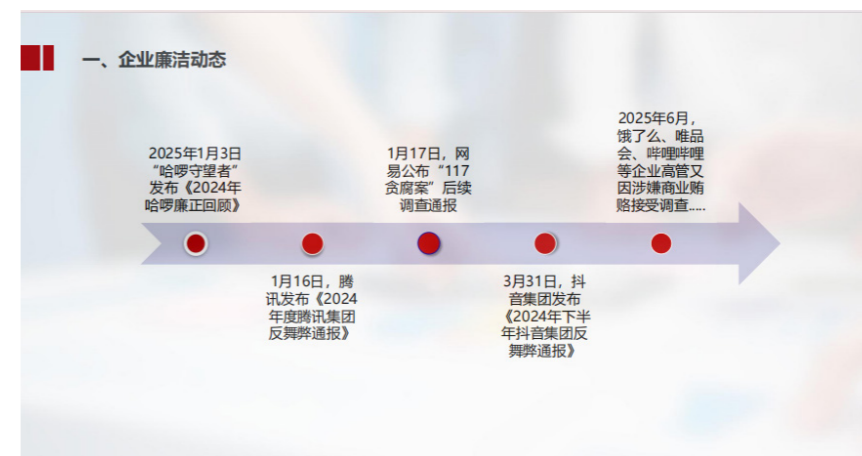 一、企业廉洁动态
2025年1月3日
“哈啰守望者”
发布《2024年
哈啰廉正回顾》
1月16日，腾
讯发布《2024
年度腾讯集团
反舞弊通报》
1月17日，网
易公布“117
贪腐案”后续
调查通报
3月31日，抖
音集团发布
《2024年下半
年抖音集团反
舞弊通报》
2025年6月，
饿了么、唯品
会、哔哩哔哩
等企业高管又
因涉嫌商业贿
赂接受调查.....